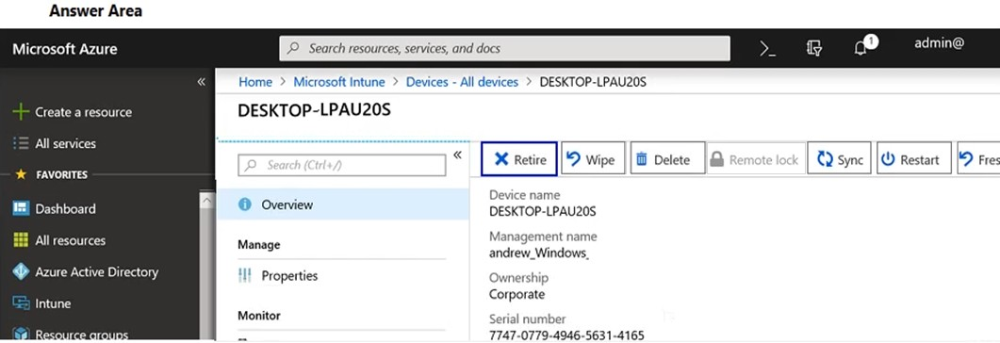 Answer Area
Microsoft Azure
Search resources, services, and docs
1
admin@
«
Home > Microsoft Intune > Devices - All devices > DESKTOP-LPAU20S
DESKTOP-LPAU20S
Create a resource
All services
FAVORITES
Dashboard
All resources
Azure Active Directory
Intune
Resource groups
Search (Ctrl+/)
«
Overview
Manage
Properties
Monitor
Retire
Wipe
Delete
Remote lock
Sync
Restart
Fres
Device name
DESKTOP-LPAU20S
Management name
andrew_Windows_
Ownership
Corporate
Serial number
7747-0779-4946-5631-4165